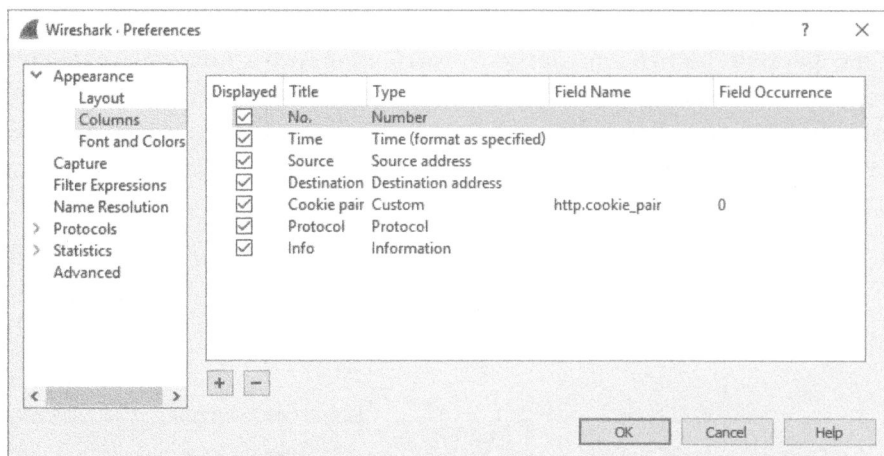 Wireshark · Preferences
? ×
Appearance
Layout
Columns
Font and Colors
Capture
Filter Expressions
Name Resolution
Protocols
Statistics
Advanced
Displayed Title Type Field Name Field Occurrence
No. Number
Time Time (format as specified)
Source Source address
Destination Destination address
Cookie pair Custom http.cookie_pair 0
Protocol Protocol
Info Information
+ −
OK Cancel Help